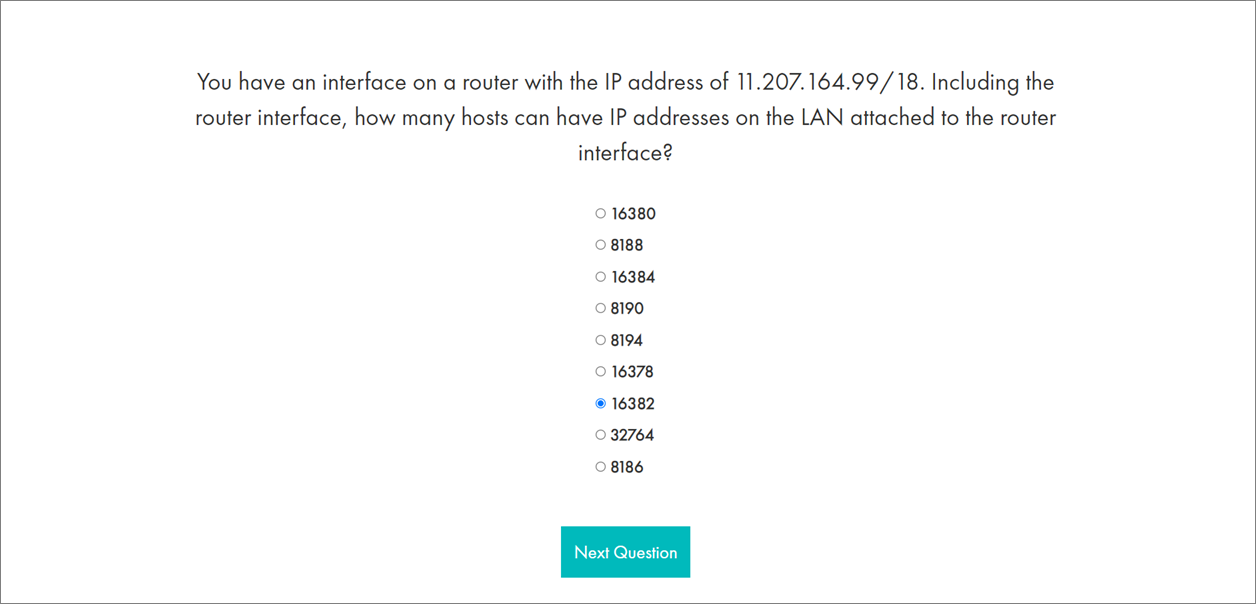 You have an interface on a router with the IP address of 11.207.164.99/18. Including the
router interface, how many hosts can have IP addresses on the LAN attached to the router
interface?
16380
8188
16384
8190
8194
16378
16382
32764
8186
Next Question